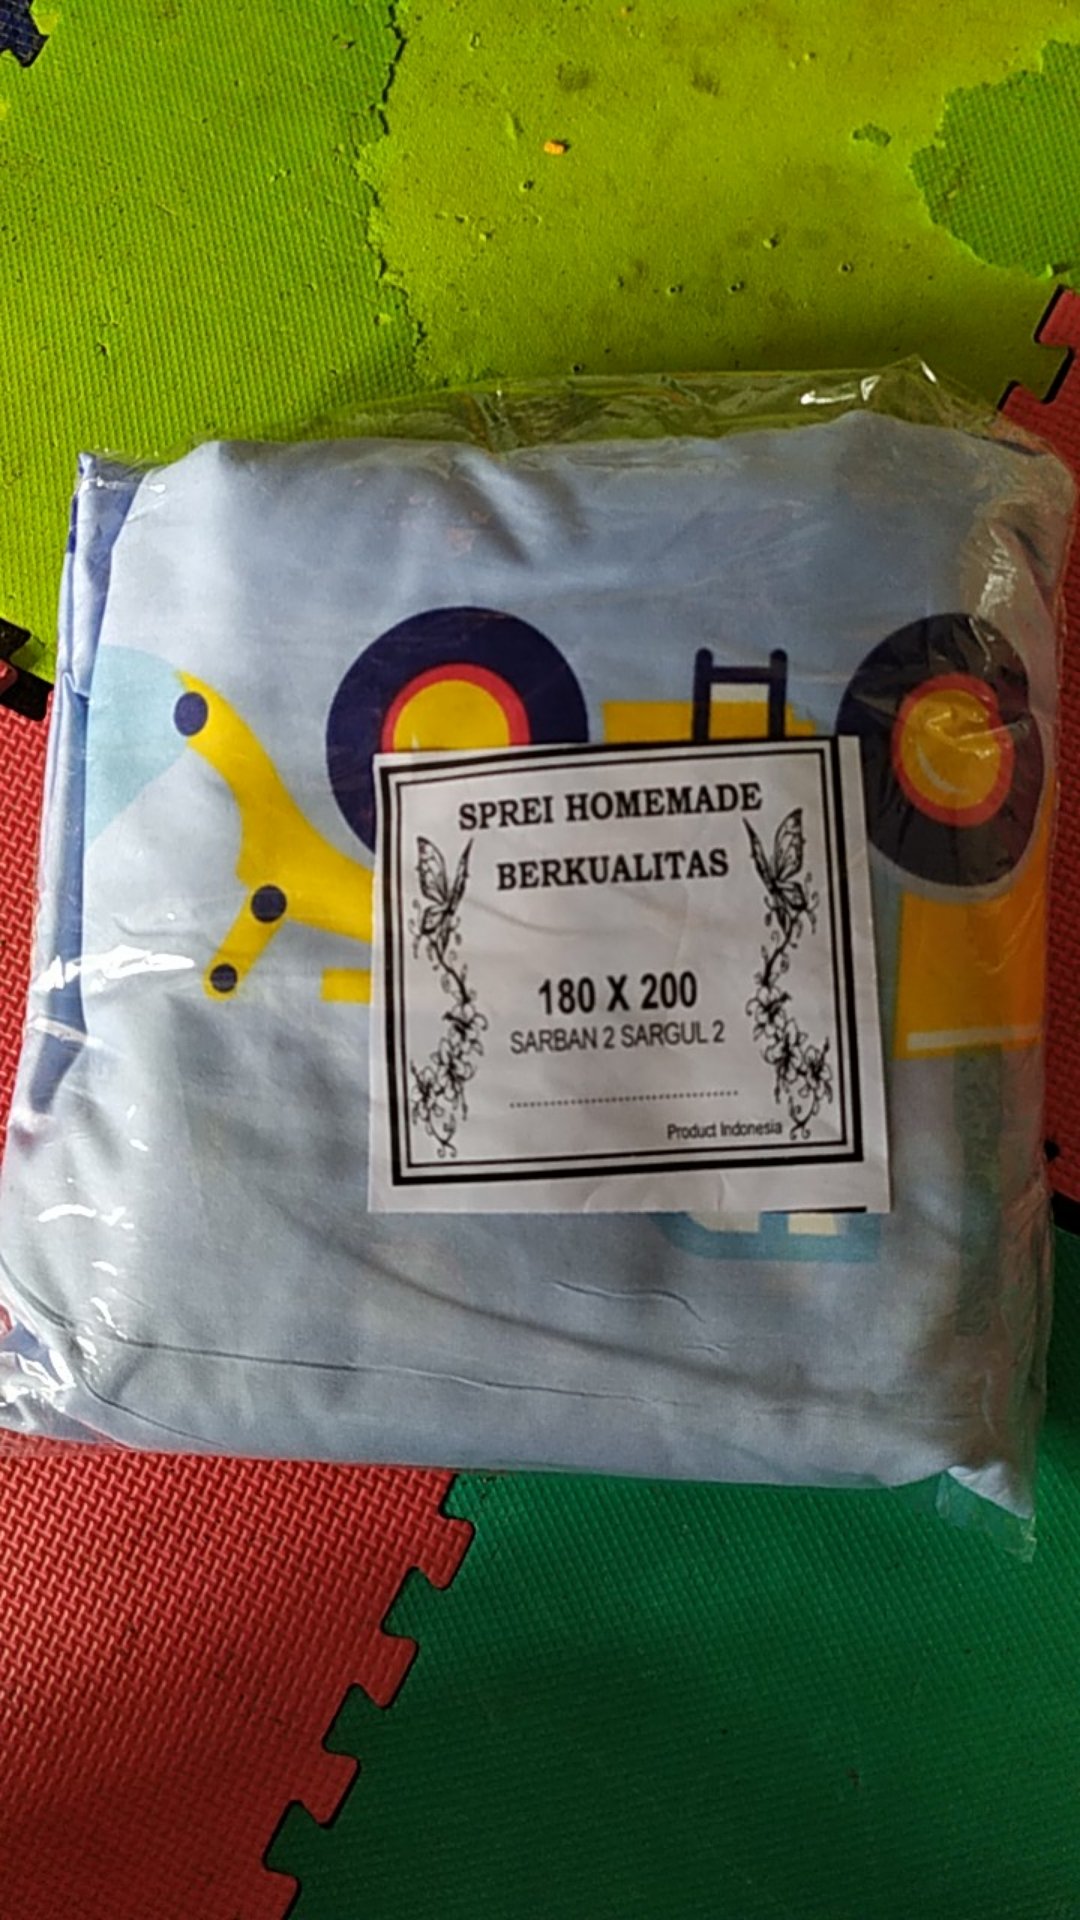 SPREI HOMEMADE
BERKUALITAS
180 X 200
SARBAN 2 SARGUL 2
................................
Product Indonesia